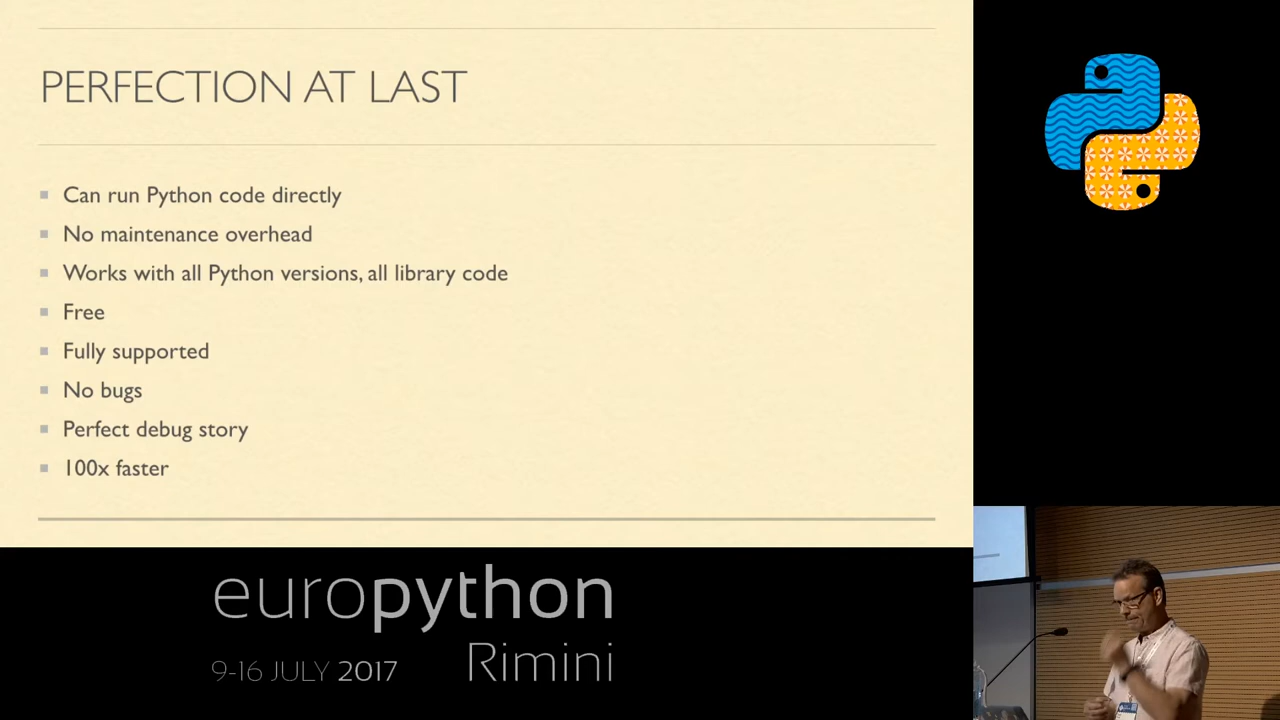 PERFECTION AT LAST
Can run Python code directly
No maintenance overhead
Works with all Python versions, all library code
Free
Fully supported
No bugs
Perfect debug story
100x faster
europython
9-16 JULY 2017 Rimini